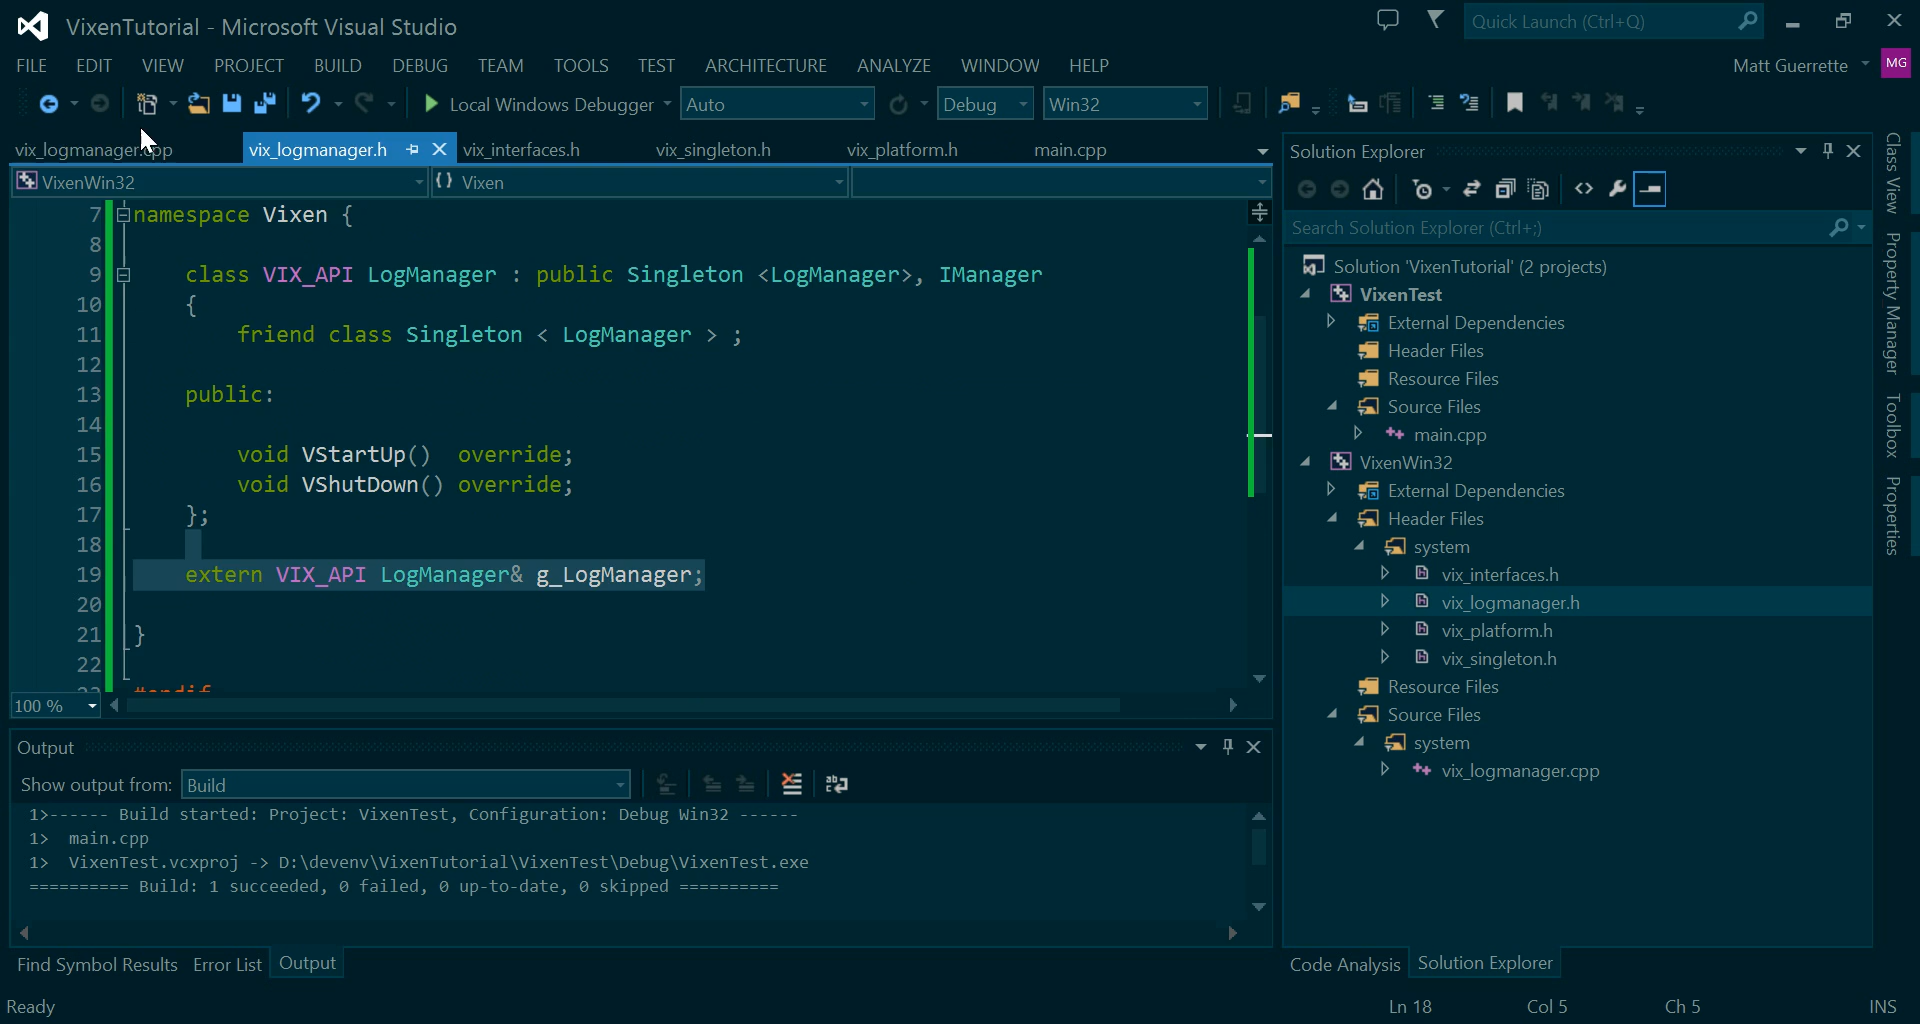 VixenTutorial - Microsoft Visual Studio
Quick Launch (Ctrl+Q)
FILE EDIT VIEW PROJECT BUILD DEBUG TEAM TOOLS TEST ARCHITECTURE ANALYZE WINDOW HELP
Matt Guerrette MG
Local Windows Debugger Auto Debug Win32
vix_logmanager.cpp vix_logmanager.h vix_interfaces.h vix_singleton.h vix_platform.h main.cpp
VixenWin32 {} Vixen
7 namespace Vixen {
8
9 class VIX_API LogManager : public Singleton <LogManager>, IManager
10 {
11 friend class Singleton < LogManager > ;
12
13 public:
14
15 void VStartUp()  override;
16 void VShutDown() override;
17 };
18
19 extern VIX_API LogManager& g_LogManager;
20
21 }
22
23 #endif
100 %
Output
Show output from: Build
1>------ Build started: Project: VixenTest, Configuration: Debug Win32 ------
1>  main.cpp
1>  VixenTest.vcxproj -> D:\devenv\VixenTutorial\VixenTest\Debug\VixenTest.exe
========== Build: 1 succeeded, 0 failed, 0 up-to-date, 0 skipped ==========
Find Symbol Results Error List Output
Solution Explorer
Search Solution Explorer (Ctrl+;)
Solution 'VixenTutorial' (2 projects)
VixenTest
External Dependencies
Header Files
Resource Files
Source Files
main.cpp
VixenWin32
External Dependencies
Header Files
system
vix_interfaces.h
vix_logmanager.h
vix_platform.h
vix_singleton.h
Resource Files
Source Files
system
vix_logmanager.cpp
Code Analysis Solution Explorer
Class View
Property Manager
Toolbox
Properties
Ready Ln 18 Col 5 Ch 5 INS